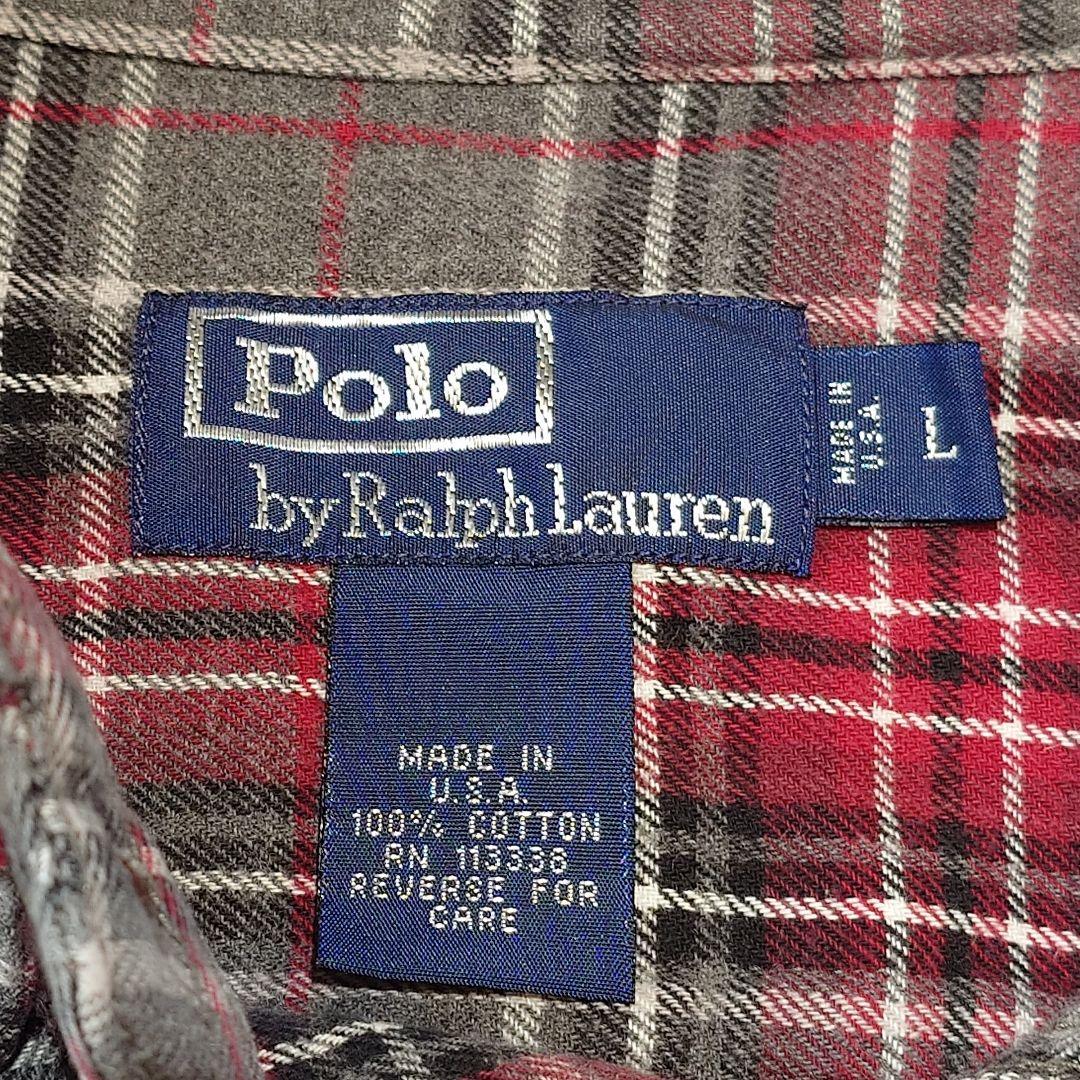 Polo
by Ralph Lauren
MADE IN
U.S.A.
L
MADE IN
U.S.A.
100% COTTON
RN 113338
REVERSE FOR
CARE